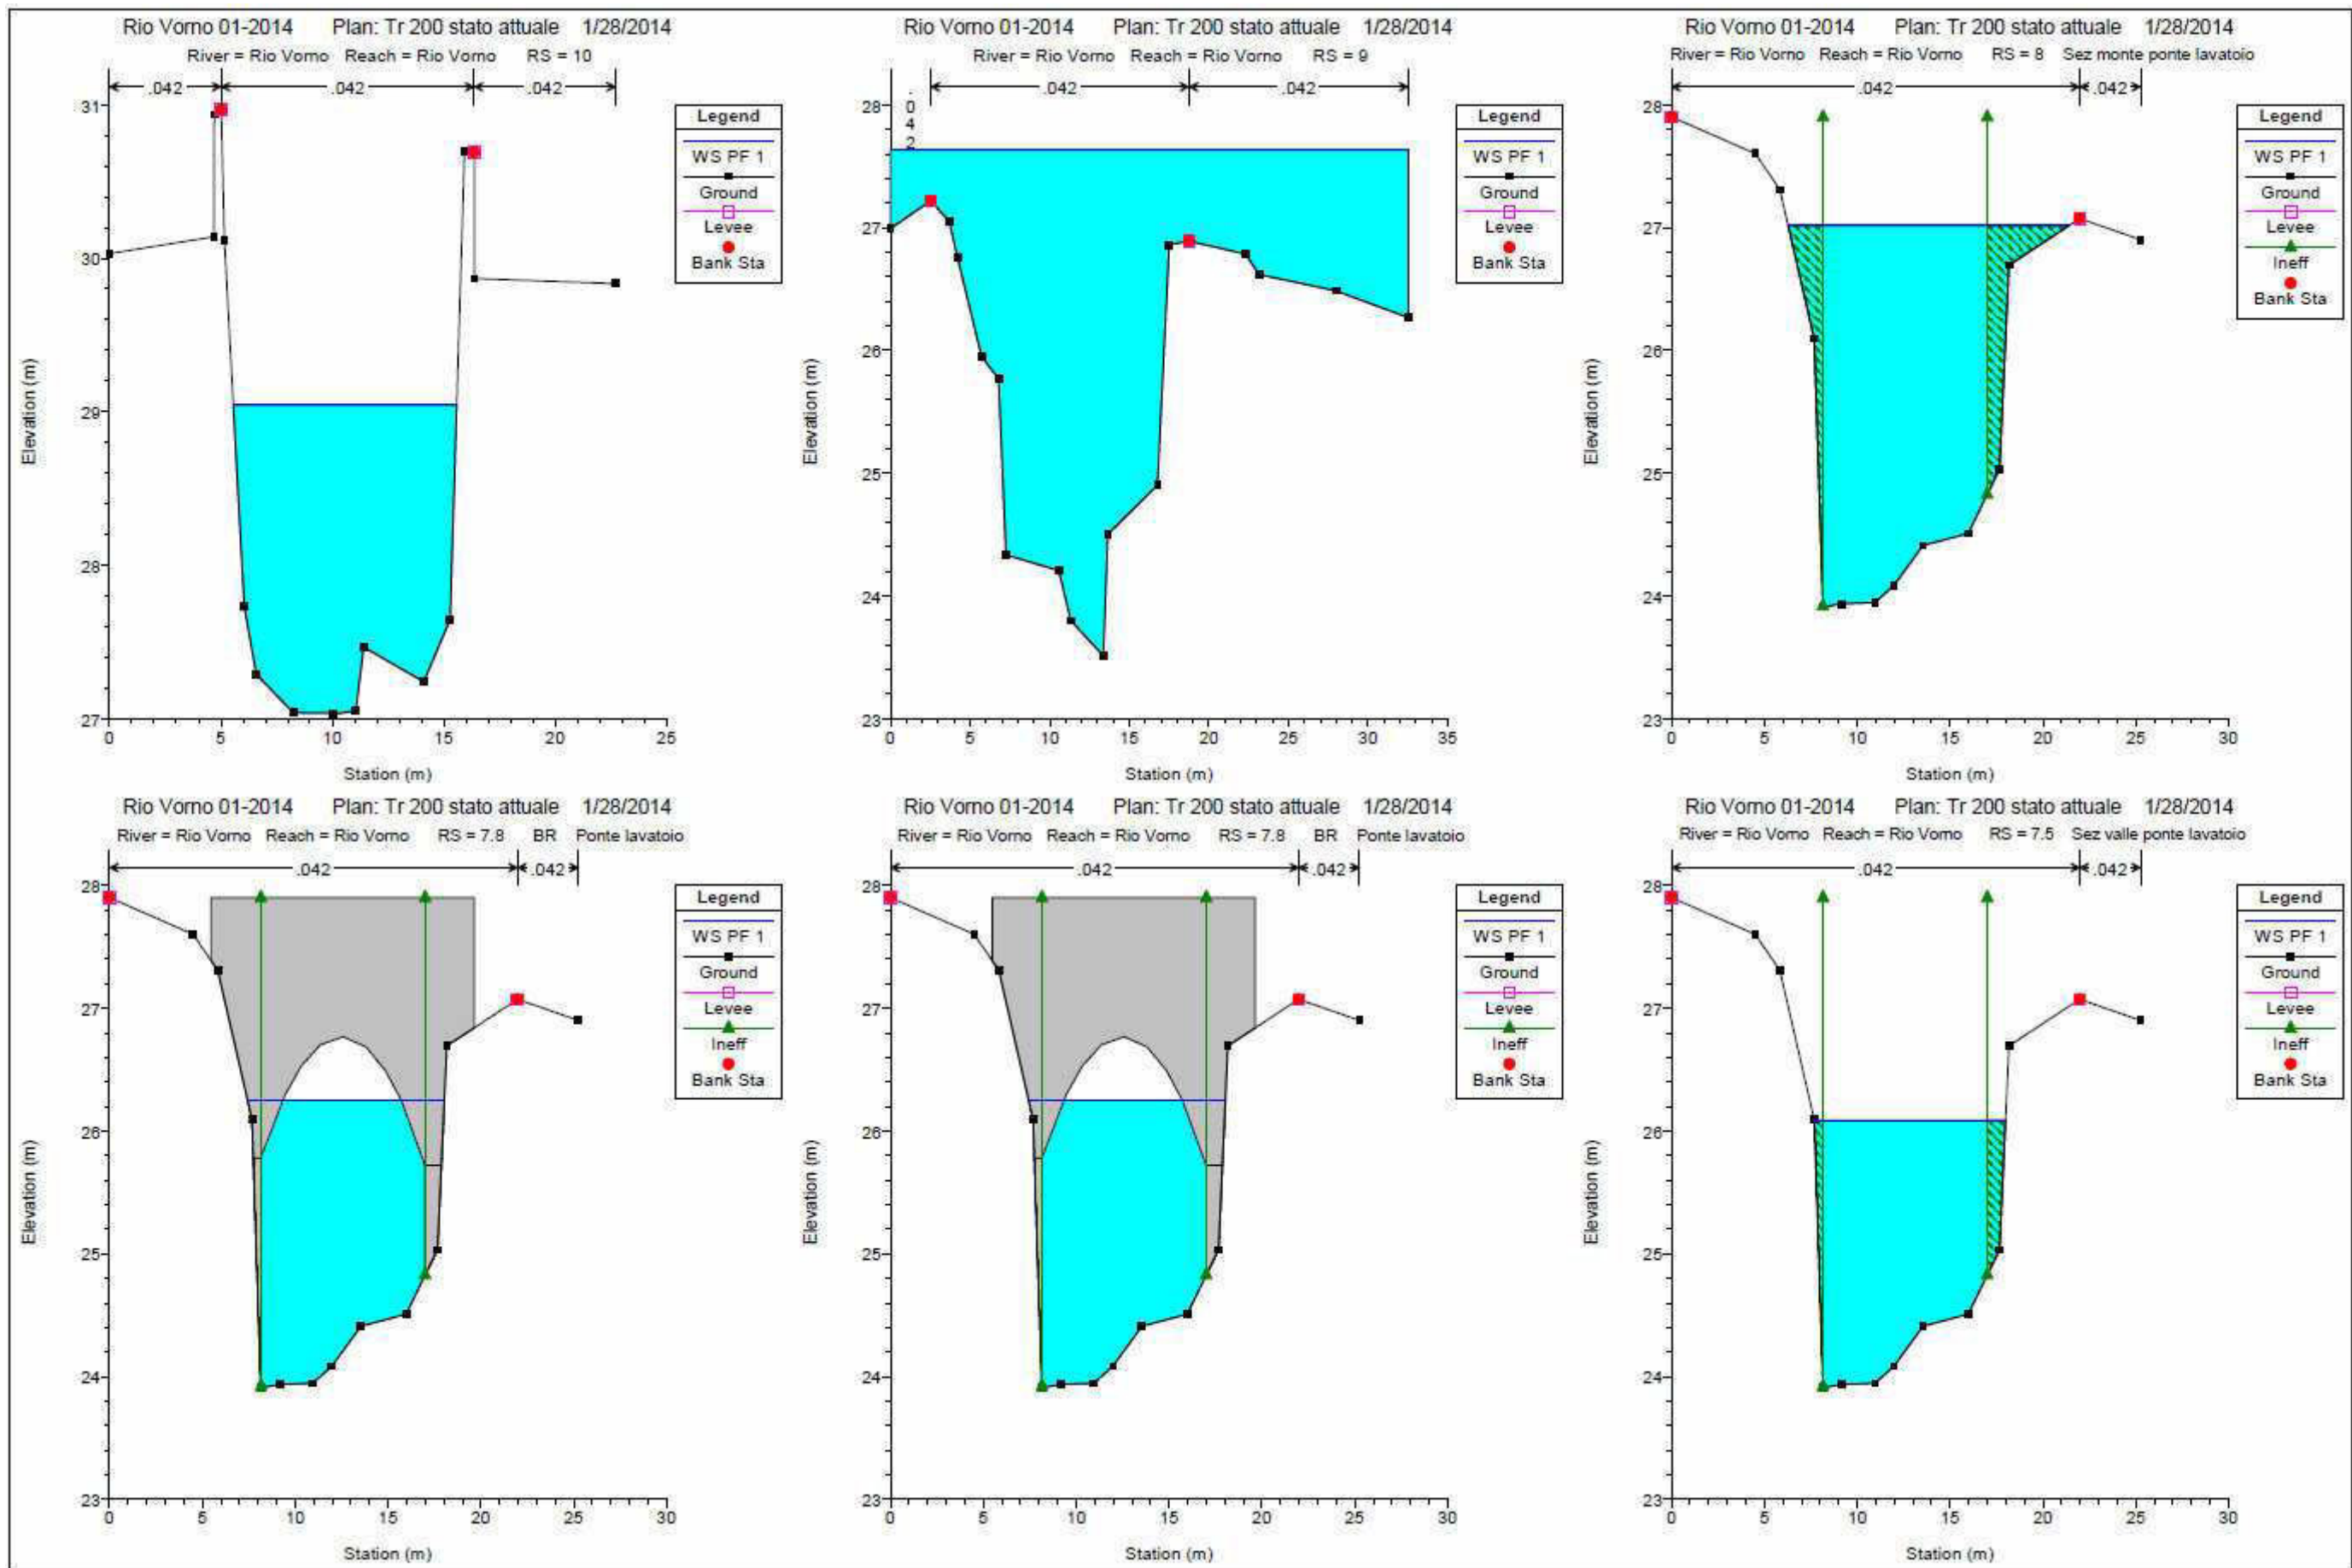 Rio Vorno 01-2014 Plan: Tr 200 stato attuale 1/28/2014
River = Rio Vorno Reach = Rio Vorno RS = 10
.042 .042 .042
31
30
29
28
27
0 5 10 15 20 25
Elevation (m)
Station (m)
Legend
WS PF 1
Ground
Levee
Bank Sta
Rio Vorno 01-2014 Plan: Tr 200 stato attuale 1/28/2014
River = Rio Vorno Reach = Rio Vorno RS = 9
.042 .042 .042
28
27
26
25
24
23
0 5 10 15 20 25 30 35
Elevation (m)
Station (m)
Legend
WS PF 1
Ground
Levee
Bank Sta
Rio Vorno 01-2014 Plan: Tr 200 stato attuale 1/28/2014
River = Rio Vorno Reach = Rio Vorno RS = 8 Sez monte ponte lavatoio
.042 .042
28
27
26
25
24
23
0 5 10 15 20 25 30
Elevation (m)
Station (m)
Legend
WS PF 1
Ground
Levee
Ineff
Bank Sta
Rio Vorno 01-2014 Plan: Tr 200 stato attuale 1/28/2014
River = Rio Vorno Reach = Rio Vorno RS = 7.8 BR Ponte lavatoio
.042 .042
28
27
26
25
24
23
0 5 10 15 20 25 30
Elevation (m)
Station (m)
Legend
WS PF 1
Ground
Levee
Ineff
Bank Sta
Rio Vorno 01-2014 Plan: Tr 200 stato attuale 1/28/2014
River = Rio Vorno Reach = Rio Vorno RS = 7.8 BR Ponte lavatoio
.042 .042
28
27
26
25
24
23
0 5 10 15 20 25 30
Elevation (m)
Station (m)
Legend
WS PF 1
Ground
Levee
Ineff
Bank Sta
Rio Vorno 01-2014 Plan: Tr 200 stato attuale 1/28/2014
River = Rio Vorno Reach = Rio Vorno RS = 7.5 Sez valle ponte lavatoio
.042 .042
28
27
26
25
24
23
0 5 10 15 20 25 30
Elevation (m)
Station (m)
Legend
WS PF 1
Ground
Levee
Ineff
Bank Sta